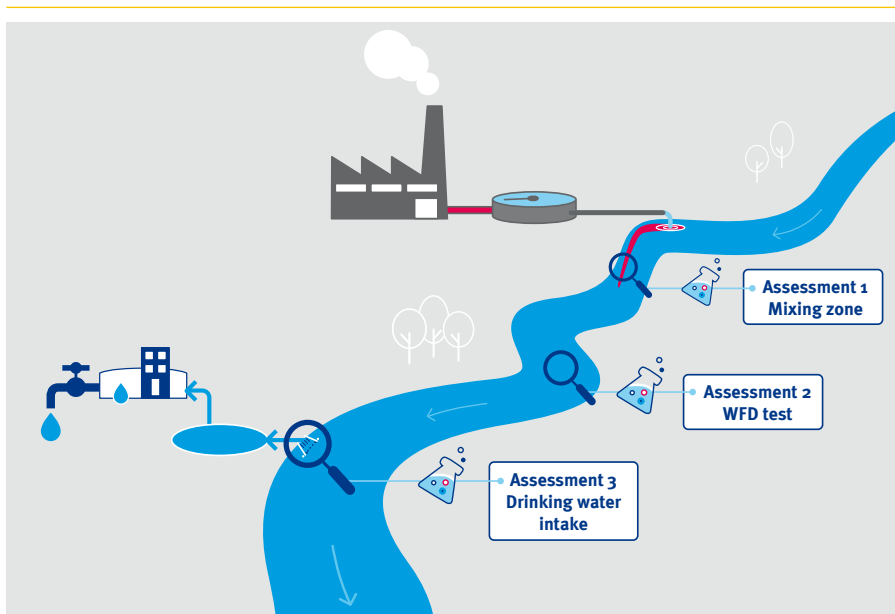 Assessment 1
Mixing zone
Assessment 2
WFD test
Assessment 3
Drinking water
intake